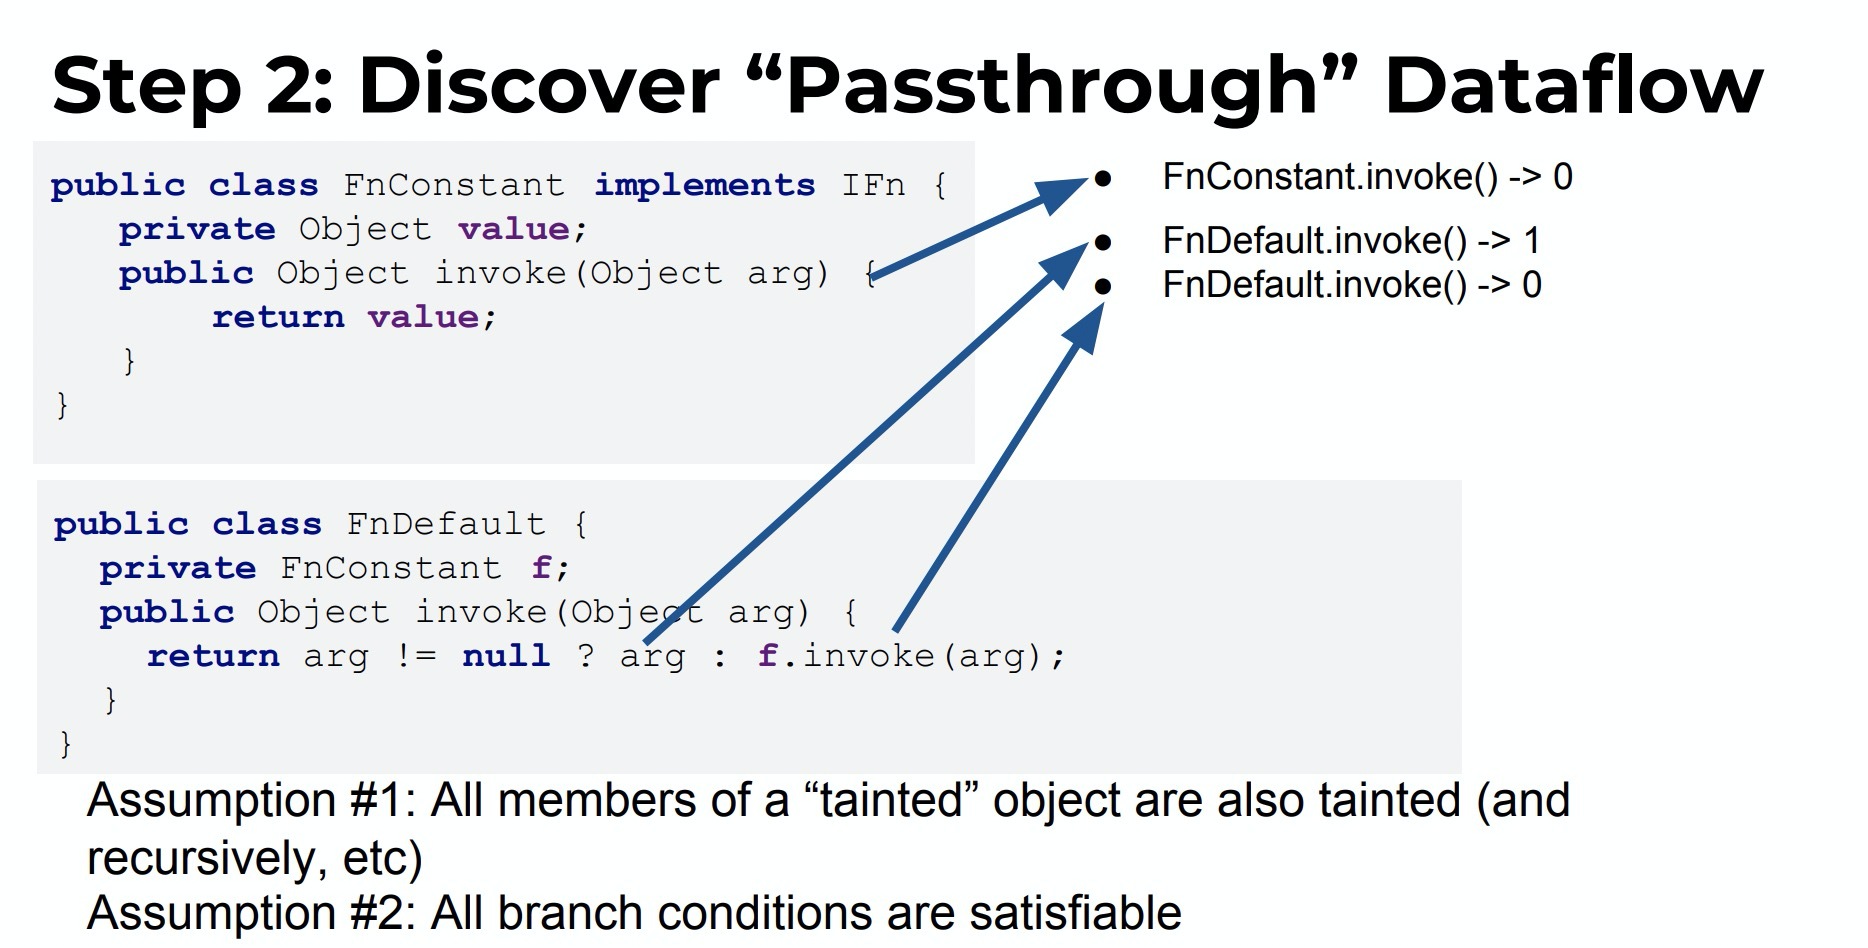 Step 2: Discover “Passthrough” Dataflow
public class FnConstant implements IFn {
private Object value;
public Object invoke(Object arg) {
return value;
}
}
● FnConstant.invoke() -> 0
● FnDefault.invoke() -> 1
● FnDefault.invoke() -> 0
public class FnDefault {
private FnConstant f;
public Object invoke(Object arg) {
return arg != null ? arg : f.invoke(arg);
}
}
Assumption #1: All members of a “tainted” object are also tainted (and
recursively, etc)
Assumption #2: All branch conditions are satisfiable